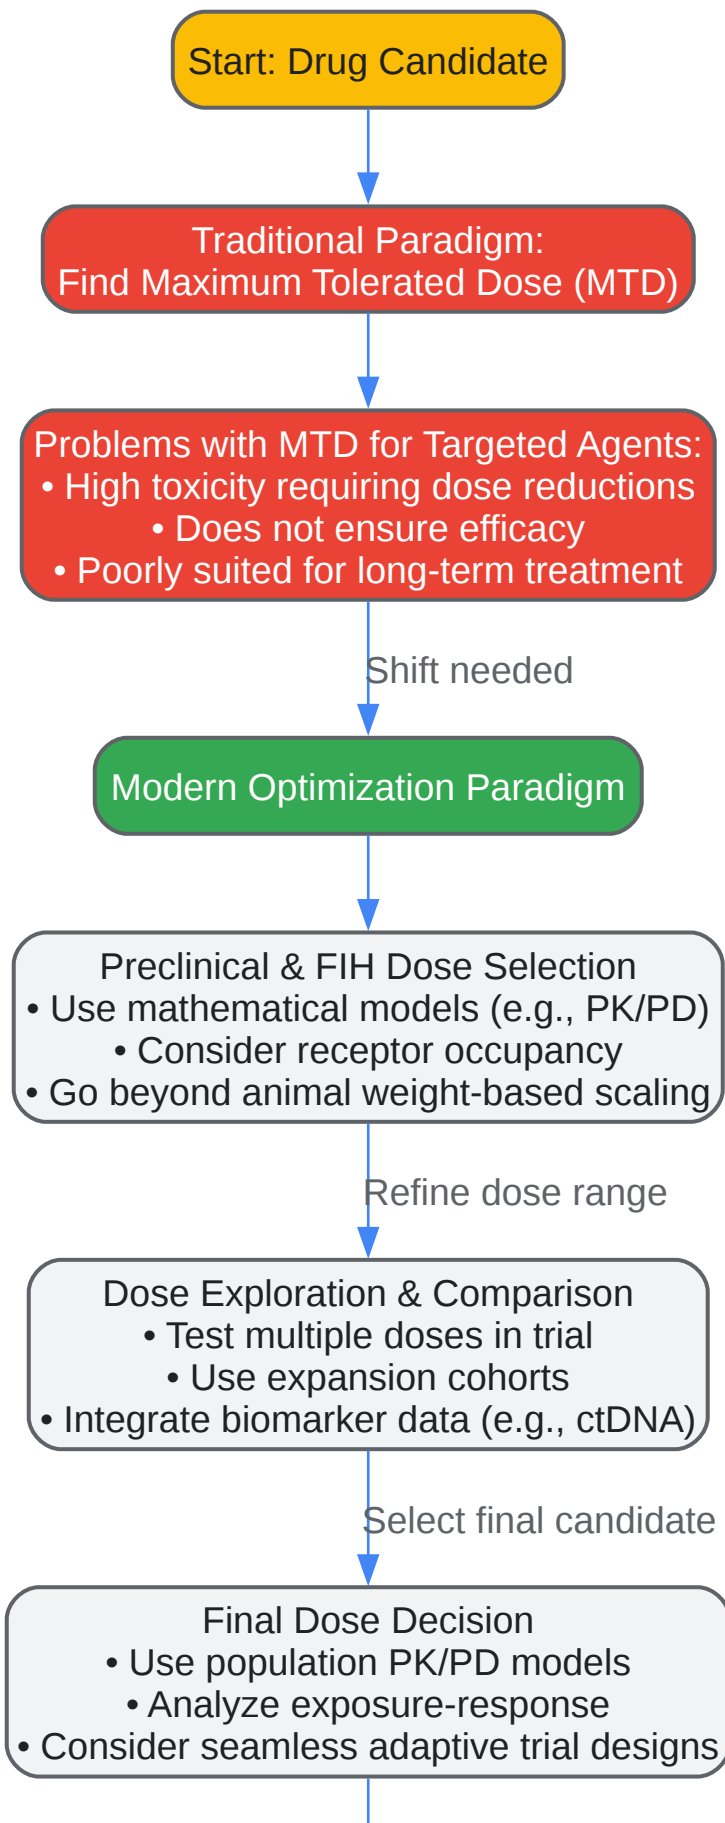 Start: Drug Candidate
Traditional Paradigm:
Find Maximum Tolerated Dose (MTD)
Problems with MTD for Targeted Agents:
• High toxicity requiring dose reductions
• Does not ensure efficacy
• Poorly suited for long-term treatment
Shift needed
Modern Optimization Paradigm
Preclinical & FIH Dose Selection
• Use mathematical models (e.g., PK/PD)
• Consider receptor occupancy
• Go beyond animal weight-based scaling
Refine dose range
Dose Exploration & Comparison
• Test multiple doses in trial
• Use expansion cohorts
• Integrate biomarker data (e.g., ctDNA)
Select final candidate
Final Dose Decision
• Use population PK/PD models
• Analyze exposure-response
• Consider seamless adaptive trial designs